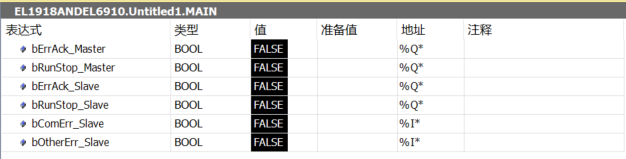 EL1918ANDEL6910.Untitled1.MAIN
表达式 类型 值 准备值 地址 注释
bErrAck_Master BOOL FALSE %Q*
bRunStop_Master BOOL FALSE %Q*
bErrAck_Slave BOOL FALSE %Q*
bRunStop_Slave BOOL FALSE %Q*
bComErr_Slave BOOL FALSE %I*
bOtherErr_Slave BOOL FALSE %I*